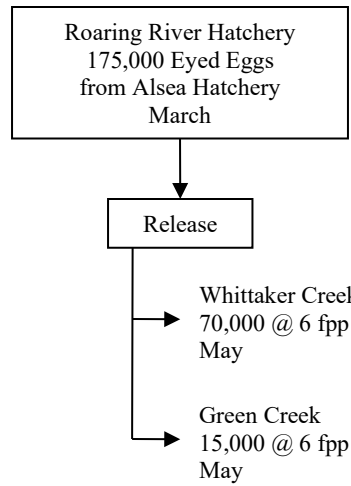 Roaring River Hatchery
175,000 Eyed Eggs
from Alsea Hatchery
March
Release
Whittaker Creek
70,000 @ 6 fpp
May
Green Creek
15,000 @ 6 fpp
May